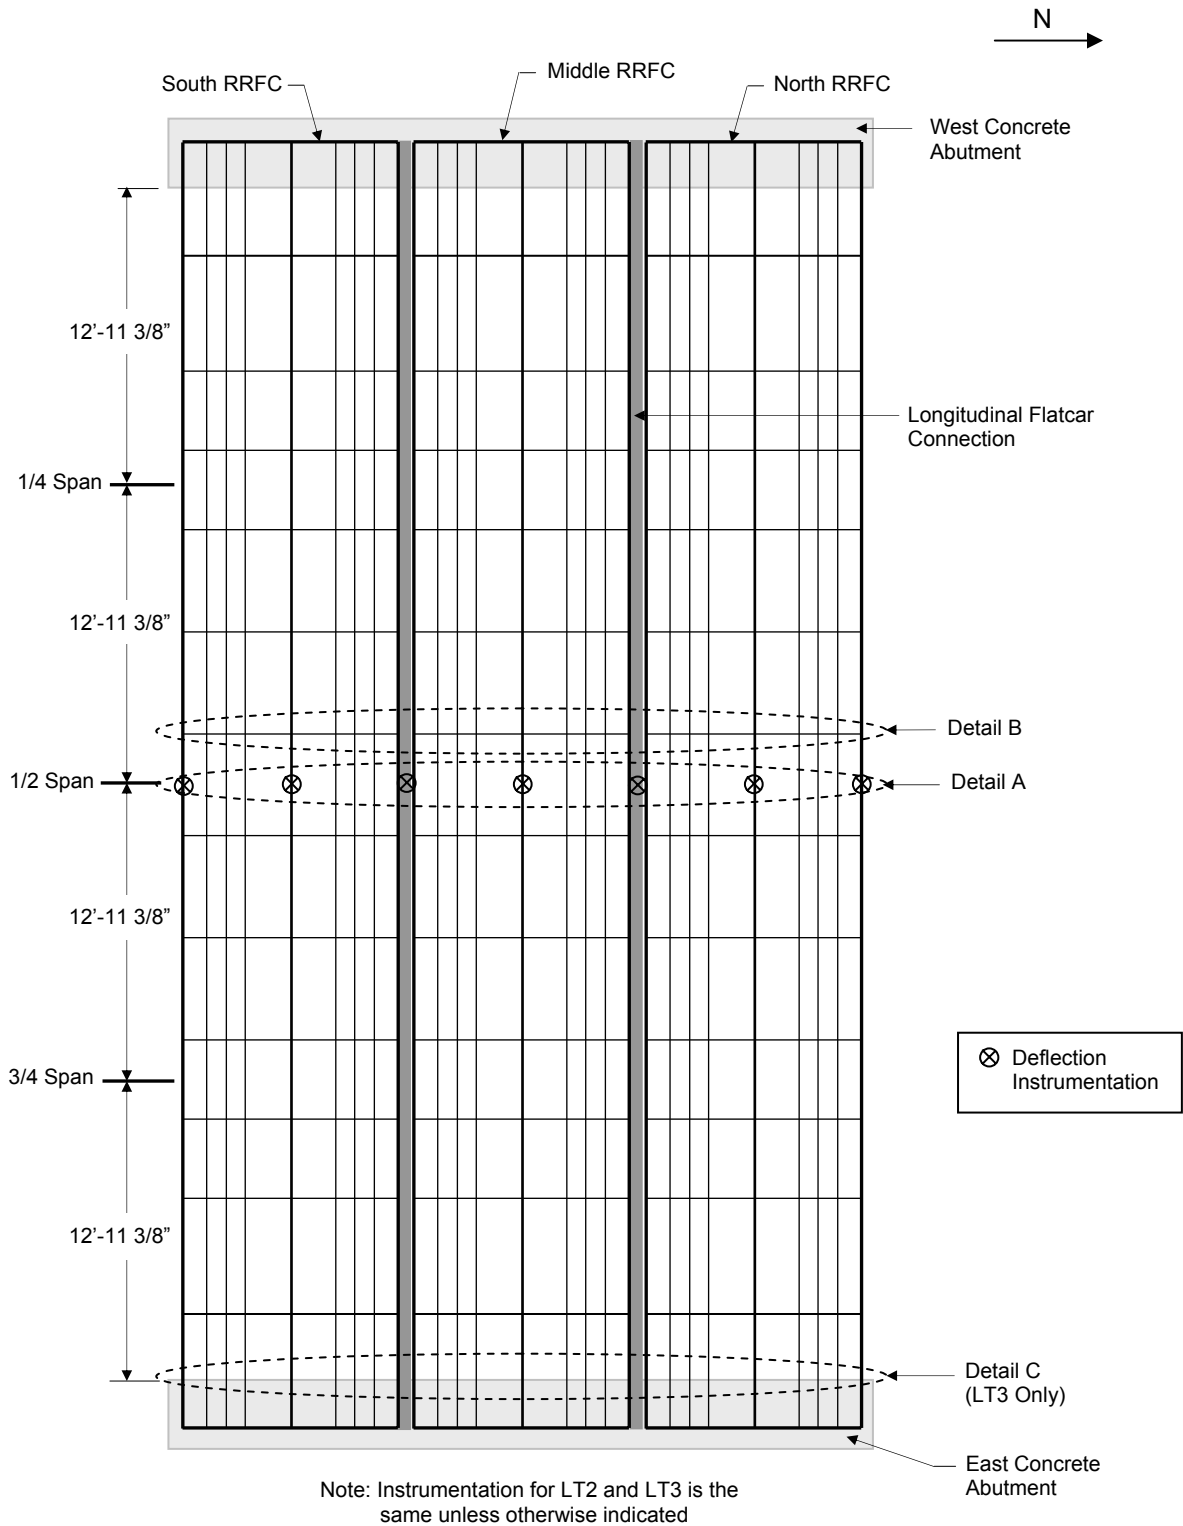 N
South RRFC
Middle RRFC
North RRFC
West Concrete
Abutment
12’-11 3/8”
Longitudinal Flatcar
Connection
1/4 Span
12’-11 3/8”
Detail B
1/2 Span
Detail A
12’-11 3/8”
Deflection
Instrumentation
3/4 Span
12’-11 3/8”
Detail C
(LT3 Only)
East Concrete
Abutment
Note: Instrumentation for LT2 and LT3 is the
same unless otherwise indicated